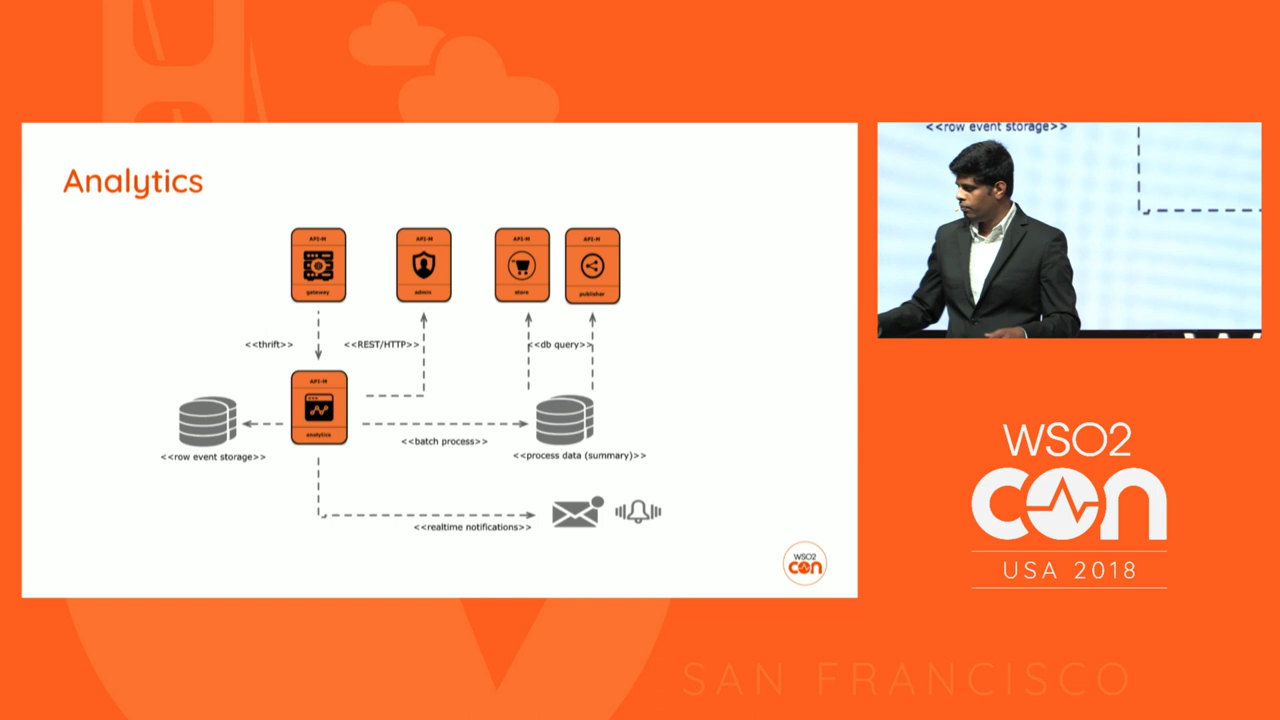 Analytics
API-M
gateway
API-M
admin
API-M
store
API-M
publisher
<<thrift>>
<<REST/HTTP>>
<<db query>>
API-M
analytics
<<batch process>>
<<row event storage>>
<<process data (summary)>>
<<realtime notifications>>
WSO2
con
<<row event storage>>
WSO2
con
USA 2018
SAN FRANCISCO